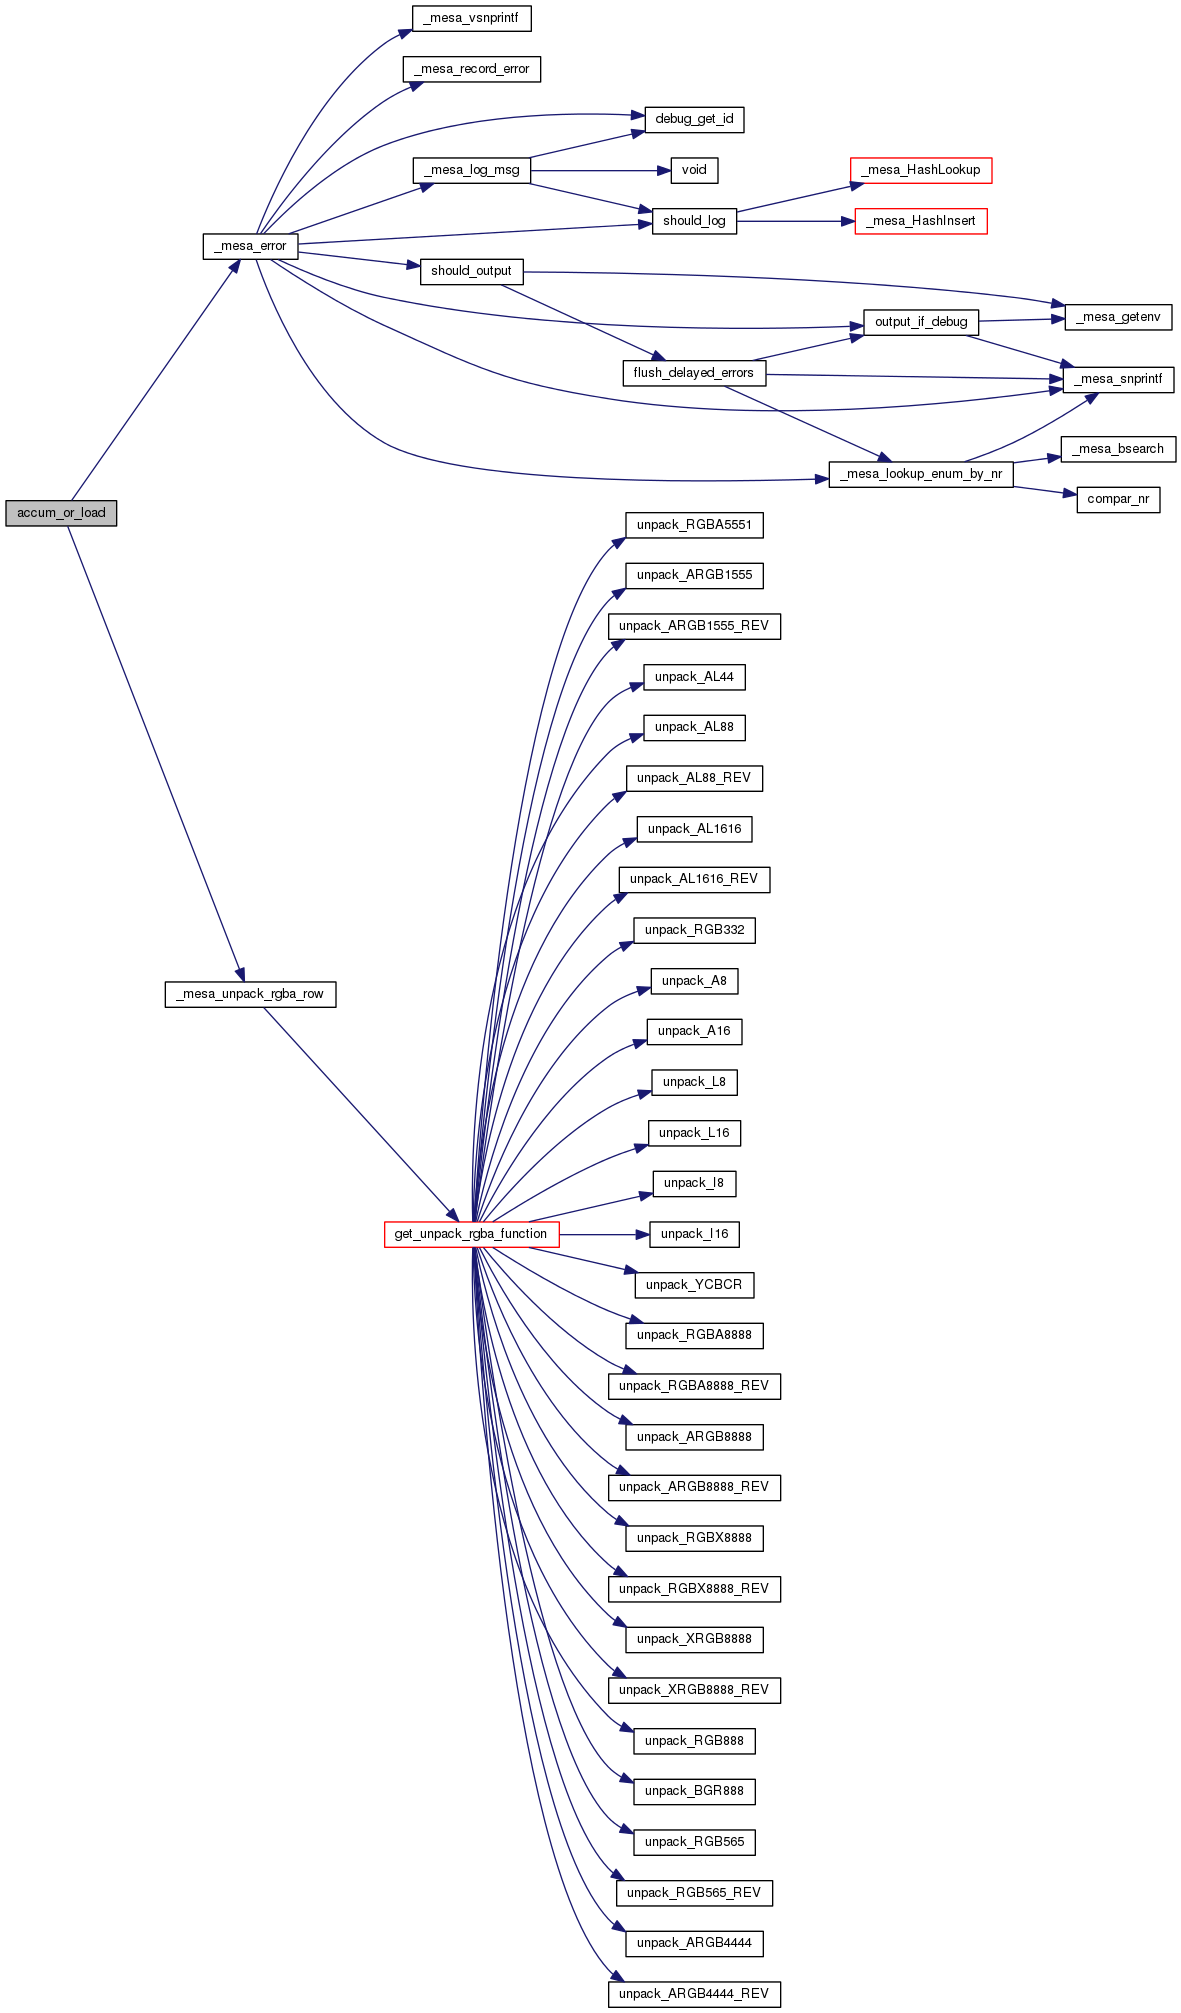 _mesa_vsnprintf
_mesa_record_error
debug_get_id
_mesa_log_msg
void
_mesa_HashLookup
should_log
_mesa_HashInsert
_mesa_error
should_output
_mesa_getenv
output_if_debug
flush_delayed_errors
_mesa_snprintf
_mesa_bsearch
_mesa_lookup_enum_by_nr
compar_nr
accum_or_load
unpack_RGBA5551
unpack_ARGB1555
unpack_ARGB1555_REV
unpack_AL44
unpack_AL88
unpack_AL88_REV
unpack_AL1616
unpack_AL1616_REV
unpack_RGB332
unpack_A8
_mesa_unpack_rgba_row
unpack_A16
unpack_L8
unpack_L16
unpack_I8
get_unpack_rgba_function
unpack_I16
unpack_YCBCR
unpack_RGBA8888
unpack_RGBA8888_REV
unpack_ARGB8888
unpack_ARGB8888_REV
unpack_RGBX8888
unpack_RGBX8888_REV
unpack_XRGB8888
unpack_XRGB8888_REV
unpack_RGB888
unpack_BGR888
unpack_RGB565
unpack_RGB565_REV
unpack_ARGB4444
unpack_ARGB4444_REV